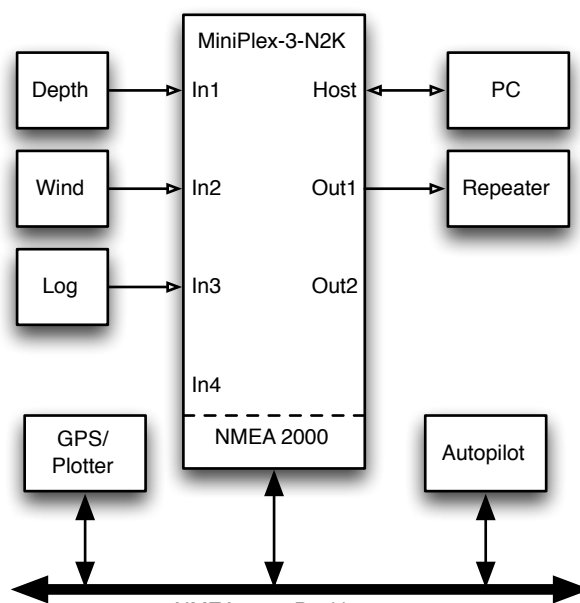 MiniPlex-3-N2K
Depth
In1
Host
PC
Wind
In2
Out1
Repeater
Log
In3
Out2
In4
GPS/
Plotter
NMEA 2000
Autopilot